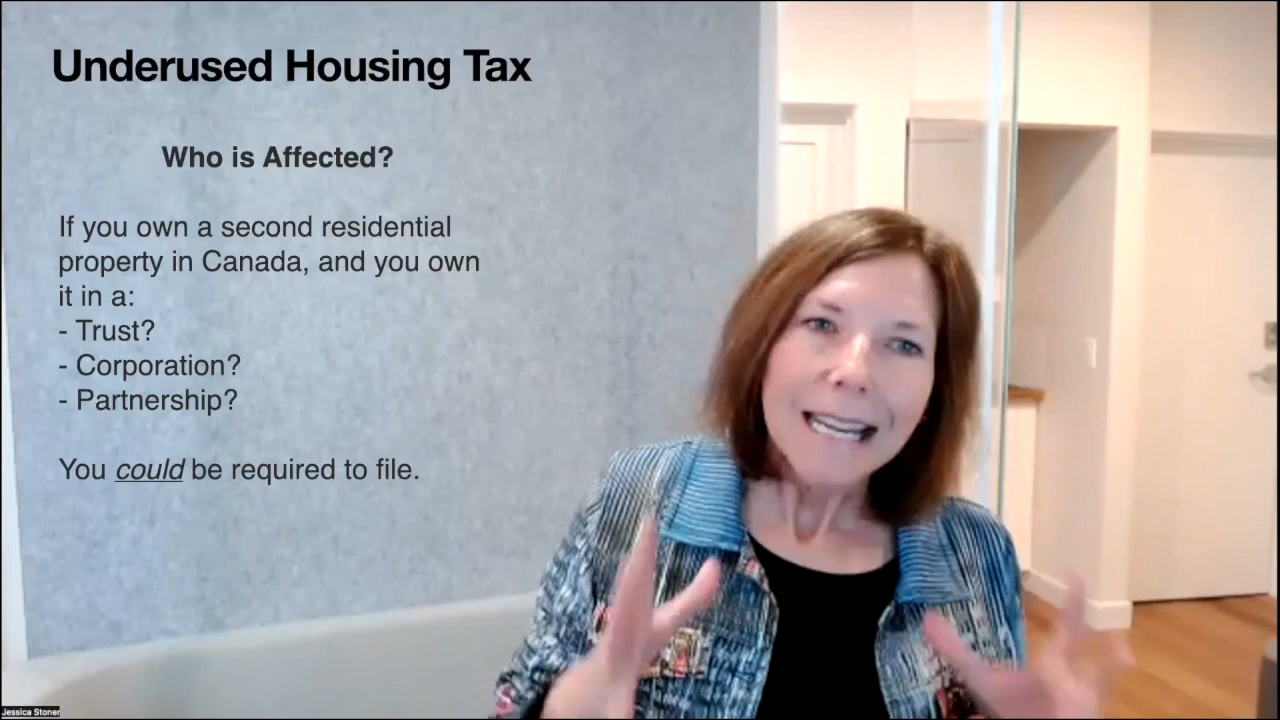 Underused Housing Tax
Who is Affected?
If you own a second residential
property in Canada, and you own
it in a:
- Trust?
- Corporation?
- Partnership?
You could be required to file.
Jessica Stoner